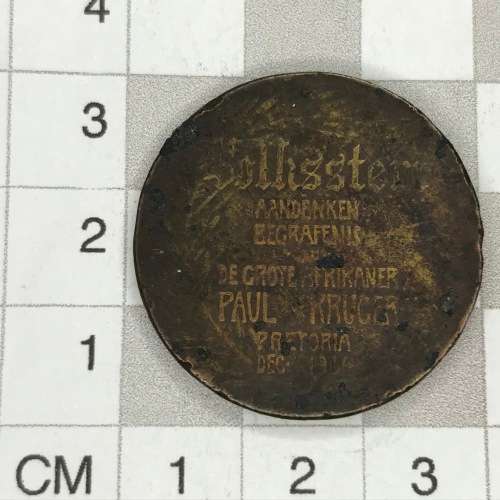 4
3
Volksstem
AANDENKEN
2
BEGRAFENIS
DE GROTE AFRIKANER
PAUL KRUGER
1
PRETORIA
DEC.
CM 1 2 3